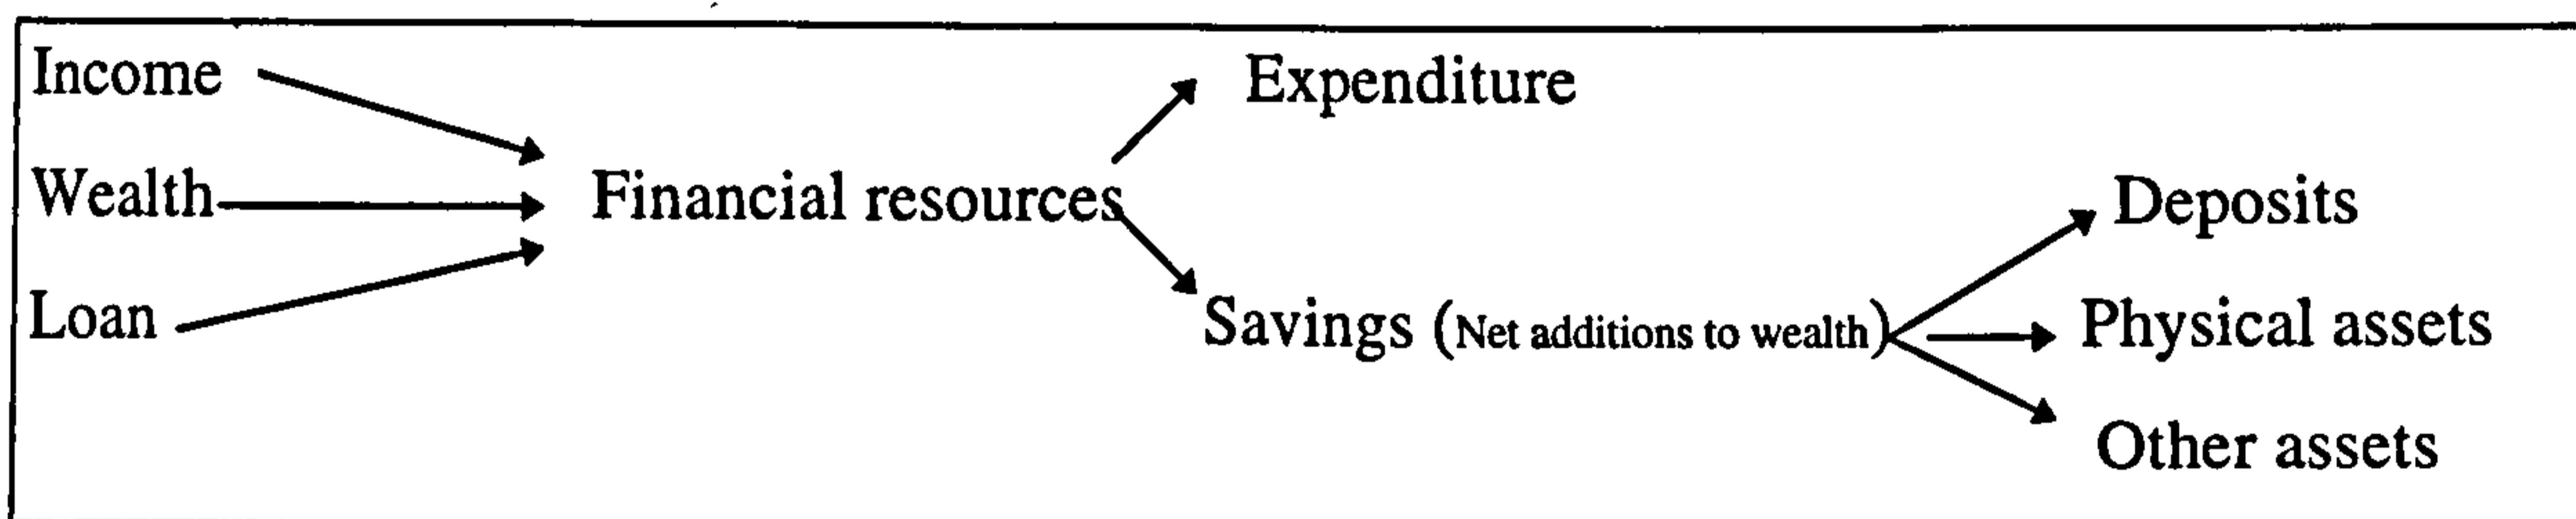 Income
Expenditure
Wealth
Financial resources
Deposits
Loan
Savings (Net additions to wealth)
Physical assets
Other assets